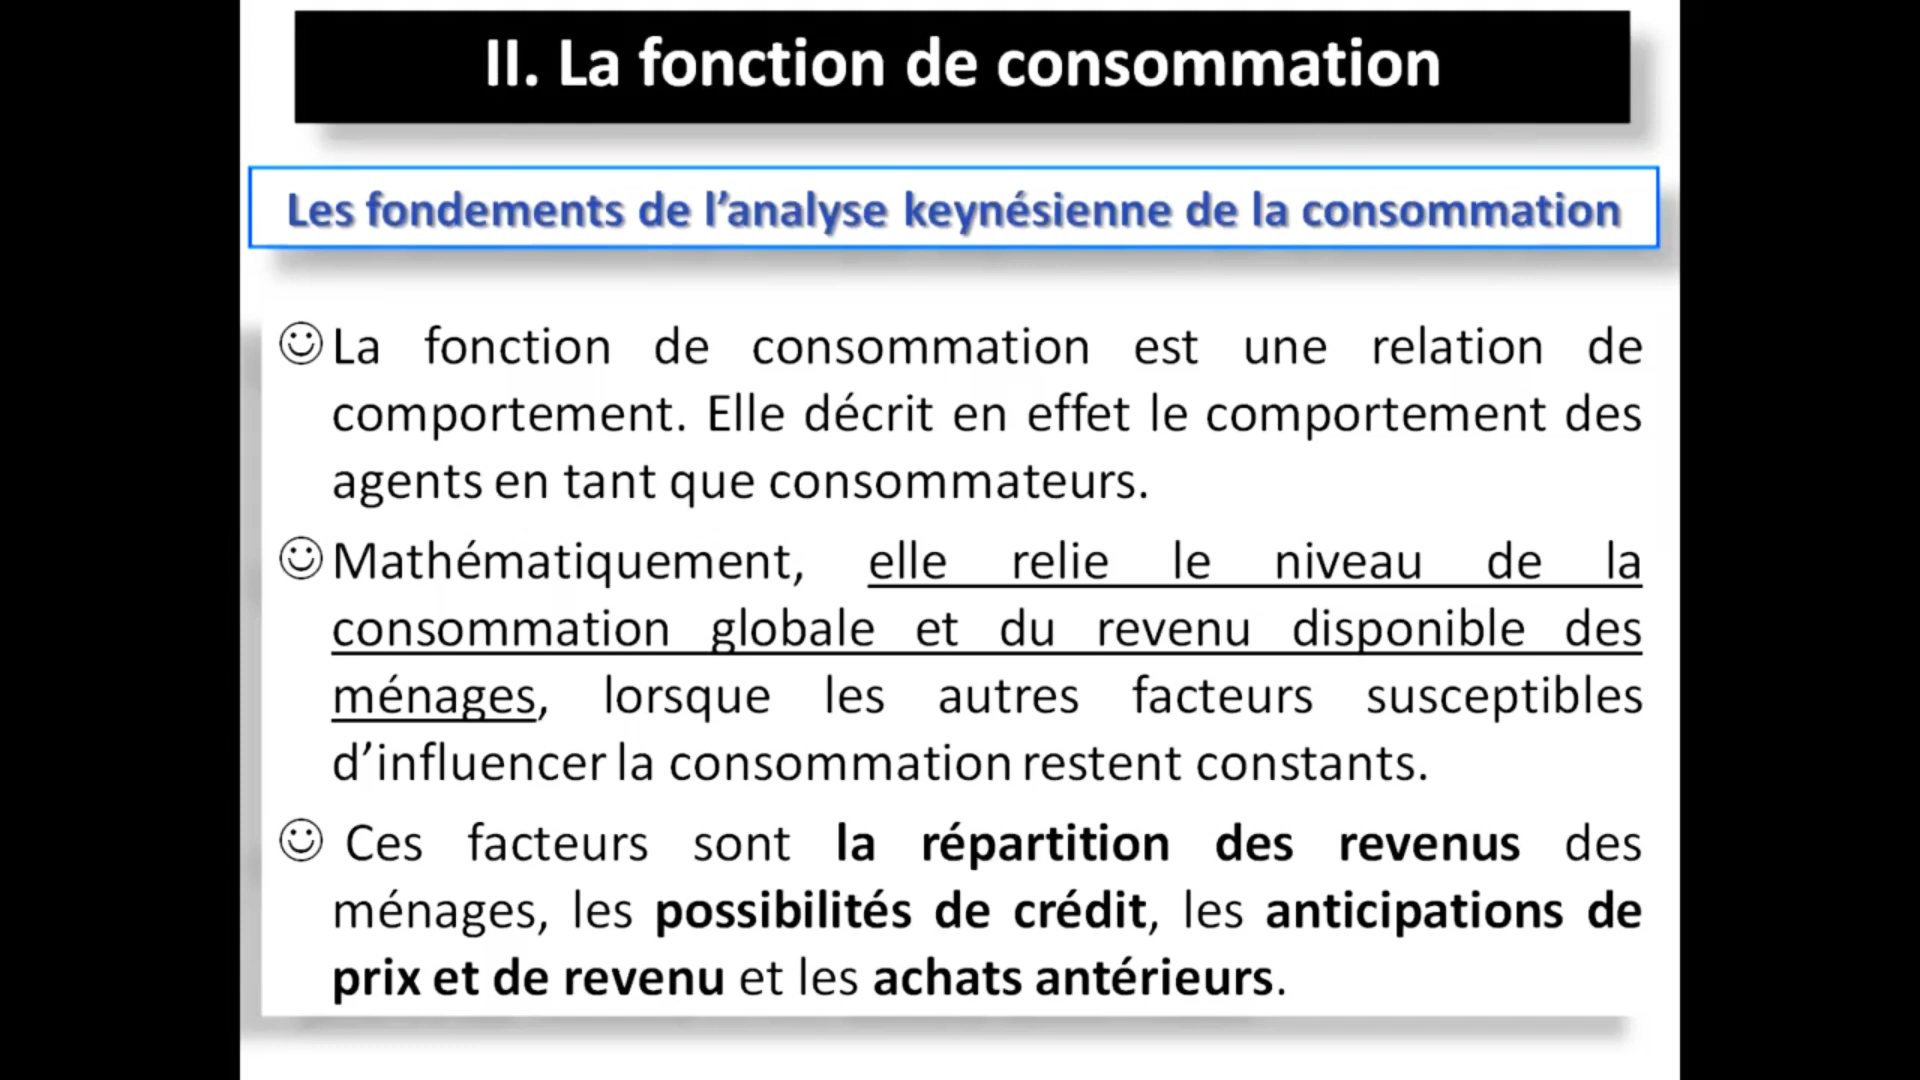 II. La fonction de consommation
Les fondements de l’analyse keynésienne de la consommation
La fonction de consommation est une relation de
comportement. Elle décrit en effet le comportement des
agents en tant que consommateurs.
Mathématiquement, elle relie le niveau de la
consommation globale et du revenu disponible des
ménages, lorsque les autres facteurs susceptibles
d’influencer la consommation restent constants.
Ces facteurs sont la répartition des revenus des
ménages, les possibilités de crédit, les anticipations de
prix et de revenu et les achats antérieurs.